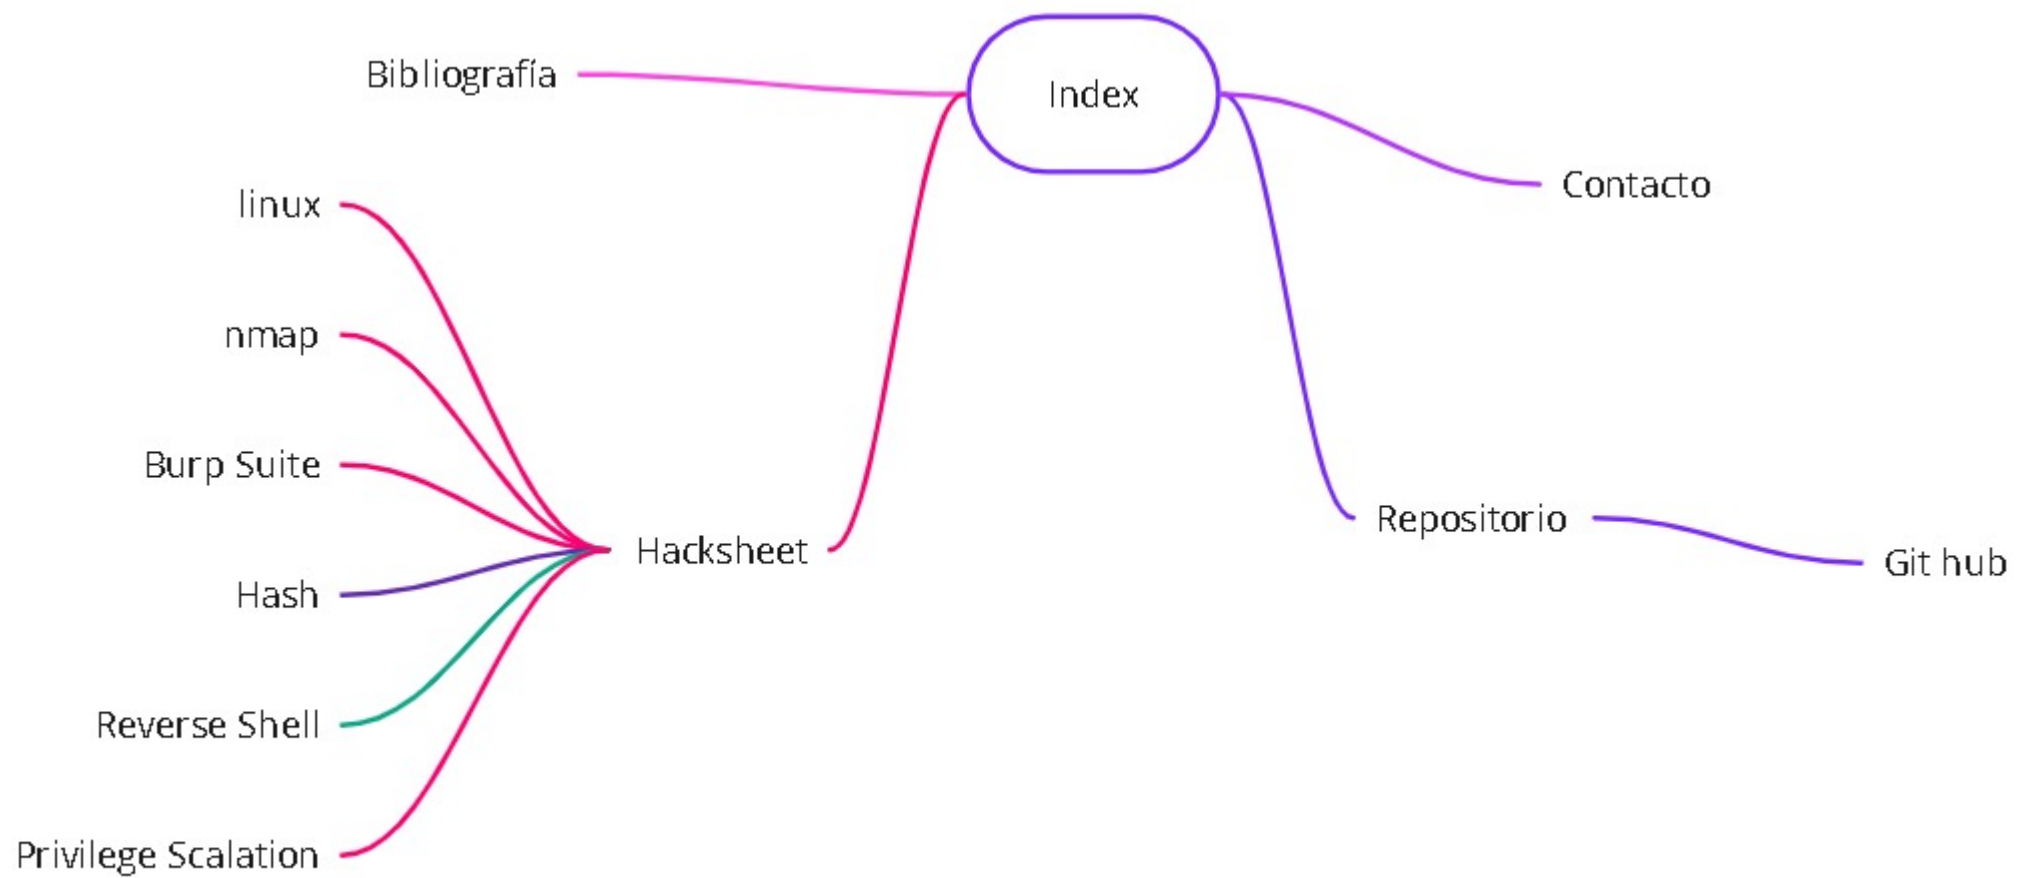 Index
Bibliografía
Contacto
linux
nmap
Burp Suite
Hash
Reverse Shell
Privilege Scalation
Hacksheet
Repositorio
Git hub